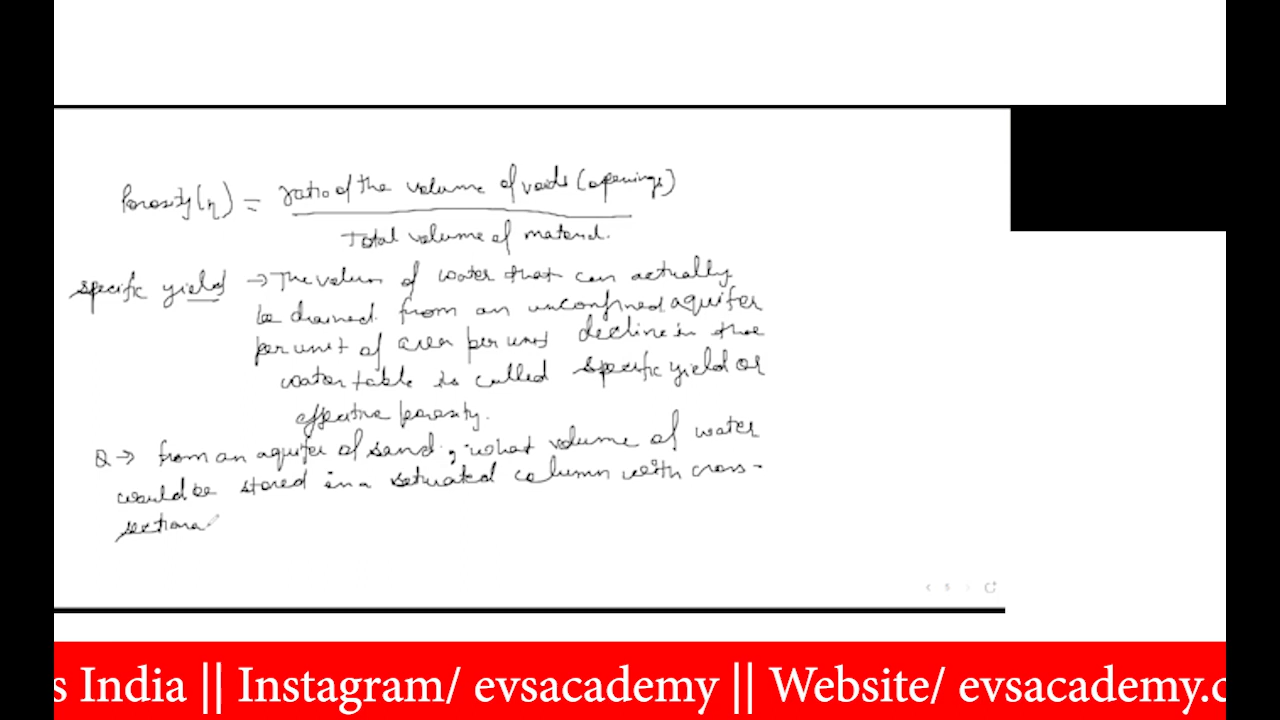 Porosity(η) = ratio of the volume of voids (openings)
Total volume of material.
specific yield → The volum of water that can actually
be drained from an unconfined aquifer
per unit of area per unit decline in the
water table is called specific yield or
effective porosity.
Q → from an aquifer of sand, what volume of water
would be stored in a saturated column with cross-
sectiona
s India || Instagram/ evsacademy || Website/ evsacademy.c